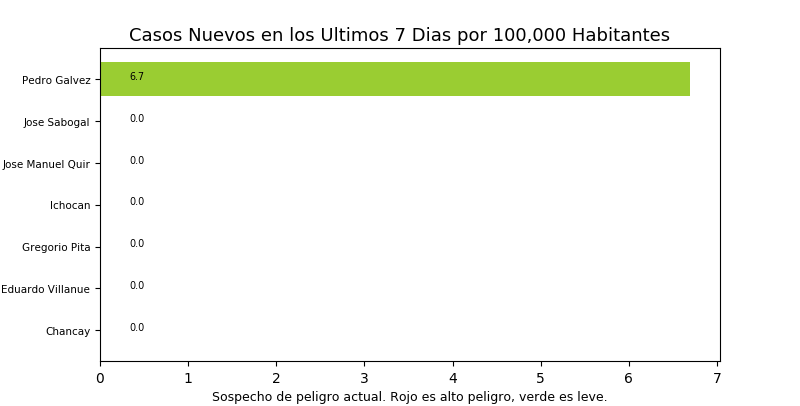 Casos Nuevos en los Ultimos 7 Dias por 100,000 Habitantes
Pedro Galvez 6.7
Jose Sabogal 0.0
Jose Manuel Quir 0.0
Ichocan 0.0
Gregorio Pita 0.0
Eduardo Villanue 0.0
Chancay 0.0
0 1 2 3 4 5 6 7
Sospecho de peligro actual. Rojo es alto peligro, verde es leve.